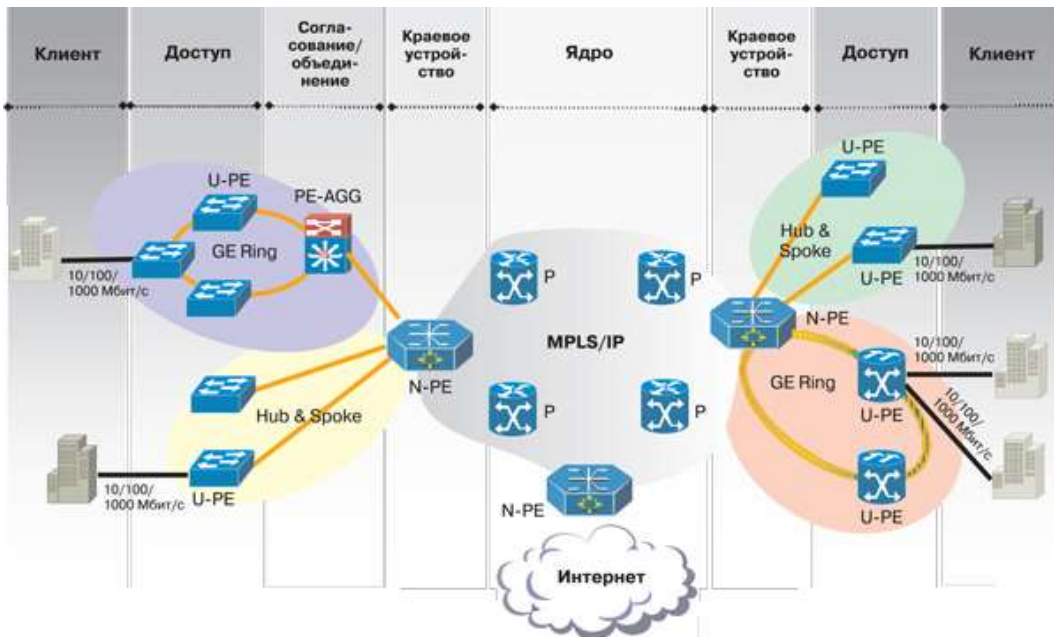 Клиент
Доступ
Согла-
сование/
объеди-
нение
Краевое
устрой-
ство
Ядро
Краевое
устрой-
ство
Доступ
Клиент
U-PE
PE-AGG
GE Ring
10/100/
1000 Мбит/с
N-PE
Hub & Spoke
U-PE
10/100/
1000 Мбит/с
P
P
MPLS/IP
P
P
N-PE
Интернет
U-PE
Hub &
Spoke
U-PE
10/100/
1000 Мбит/с
N-PE
GE Ring
U-PE
10/100/
1000 Мбит/с
10/100/
1000 Мбит/с
U-PE